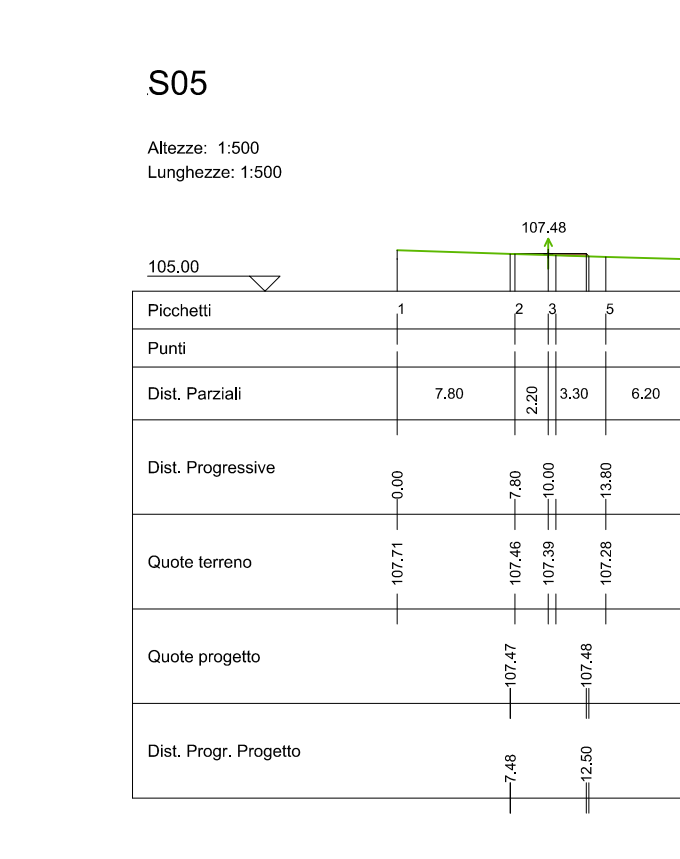 S05
Altezze: 1:500
Lunghezze: 1:500
107.48
105.00
Picchetti 1 2 3 5
Punti
Dist. Parziali 7.80 2.20 3.30 6.20
Dist. Progressive 0.00 7.80 10.00 13.80
Quote terreno 107.71 107.46 107.39 107.28
Quote progetto 107.47 107.48
Dist. Progr. Progetto 7.48 12.50